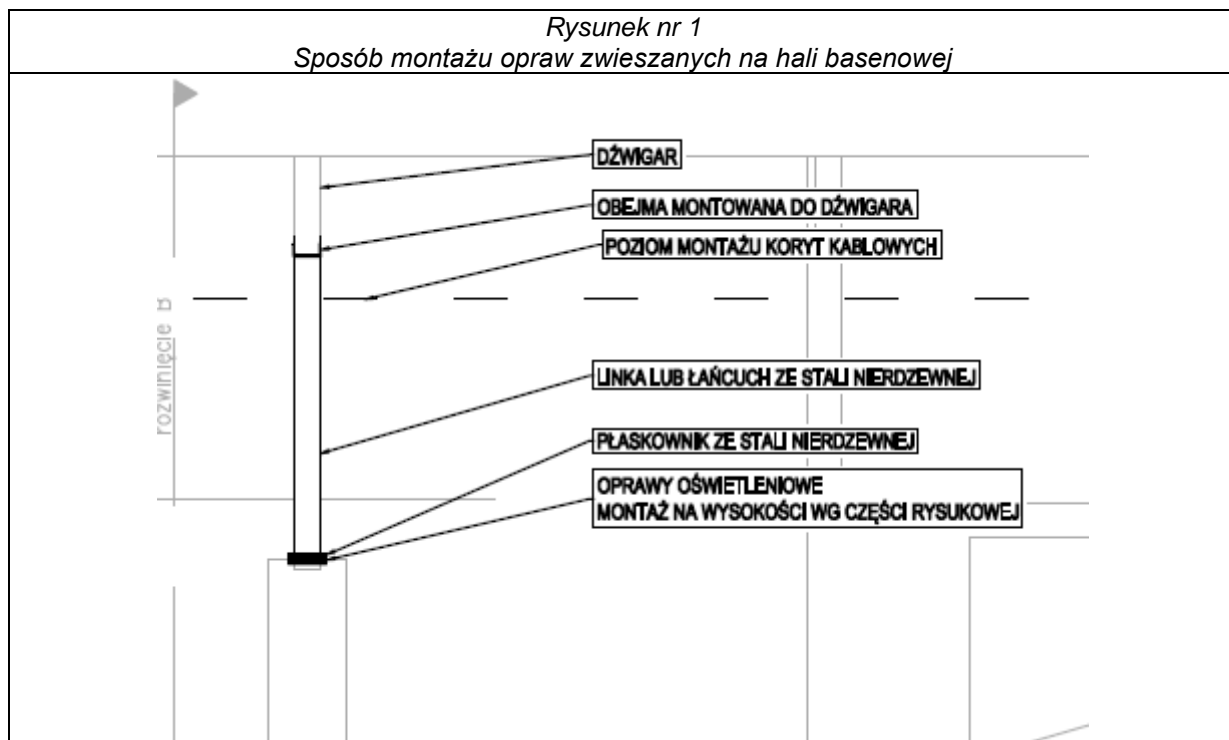 Rysunek nr 1
Sposób montażu opraw zwieszanych na hali basenowej
DŹWIGAR
OBEJMA MONTOWANA DO DŹWIGARA
POZIOM MONTAŻU KORYT KABLOWYCH
rozwinięcie B
LINKA LUB ŁAŃCUCH ZE STALI NIERDZEWNEJ
PŁASKOWNIK ZE STALI NIERDZEWNEJ
OPRAWY OŚWIETLENIOWE
MONTAŻ NA WYSOKOŚCI WG CZĘŚCI RYSUKOWEJ